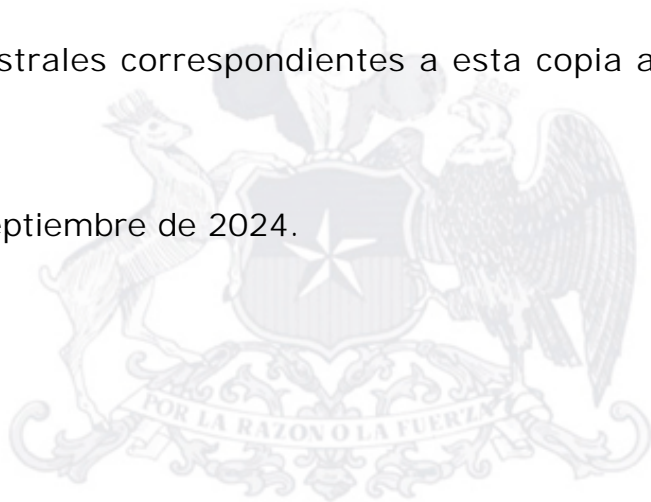 strales correspondientes a esta copia a
eptiembre de 2024.
POR LA RAZON O LA FUERZA